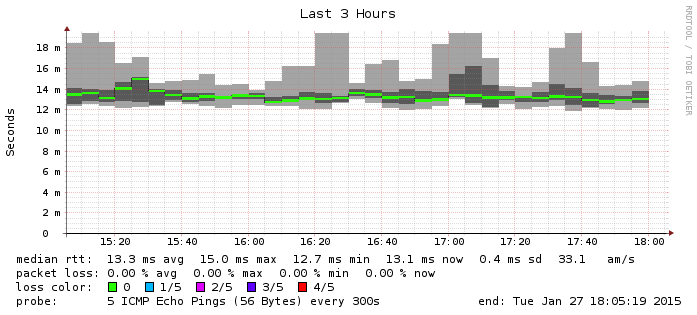 Last 3 Hours
RRDTOOL / TOBI OETIKER
Seconds
18 m
16 m
14 m
12 m
10 m
8 m
6 m
4 m
2 m
0
15:20 15:40 16:00 16:20 16:40 17:00 17:20 17:40 18:00
median rtt: 13.3 ms avg 15.0 ms max 12.7 ms min 13.1 ms now 0.4 ms sd 33.1 am/s
packet loss: 0.00 % avg 0.00 % max 0.00 % min 0.00 % now
loss color: 0 1/5 2/5 3/5 4/5
probe: 5 ICMP Echo Pings (56 Bytes) every 300s end: Tue Jan 27 18:05:19 2015